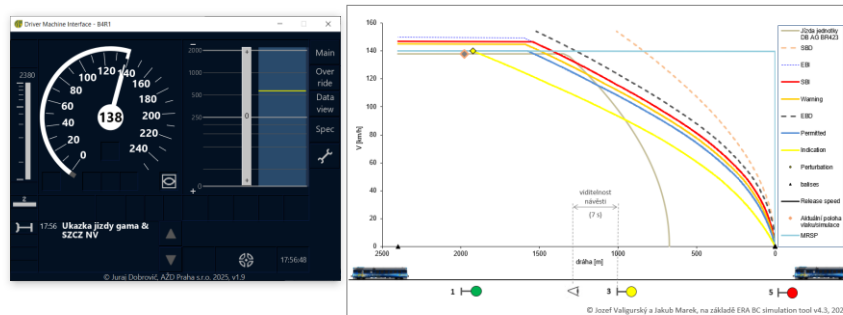 Driver Machine Interface - B4R1
2380
0
20
40
60
80
100
120
140
160
180
200
220
240
138
2
17:56 Ukazka jizdy gama &
SZCZ NV
2000
1000
500
250
0
0
Main
Over
ride
Data
view
Spec
17:56:48
© Juraj Dobrovič, AŽD Praha s.r.o. 2025, v1.9
160
140
120
100
80
60
40
20
0
V [km/h]
2500
2000
1500
1000
500
0
dráha [m]
viditelnost
návěsti
(7 s)
Jízda jednotky
DB AG BR423
SBD
EBI
SBI
Warning
EBD
Permitted
Indication
Perturbation
balises
Release speed
Aktuální poloha
vlaku/simulace
MRSP
1
3
5
© Jozef Valigurský a Jakub Marek, na základě ERA BC simulation tool v4.3, 202